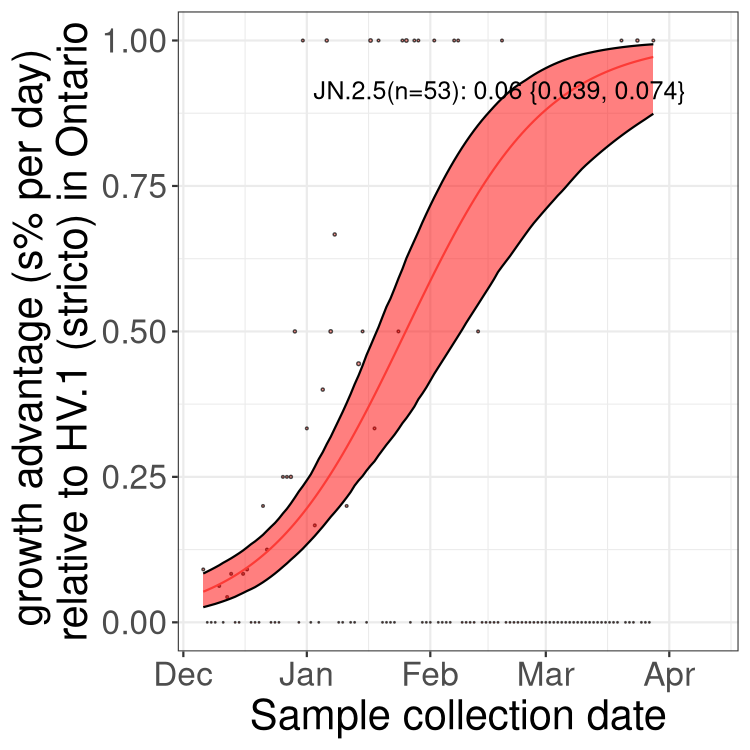 growth advantage (s% per day)
relative to HV.1 (stricto) in Ontario
1.00
0.75
0.50
0.25
0.00
JN.2.5(n=53): 0.06 {0.039, 0.074}
Dec Jan Feb Mar Apr
Sample collection date